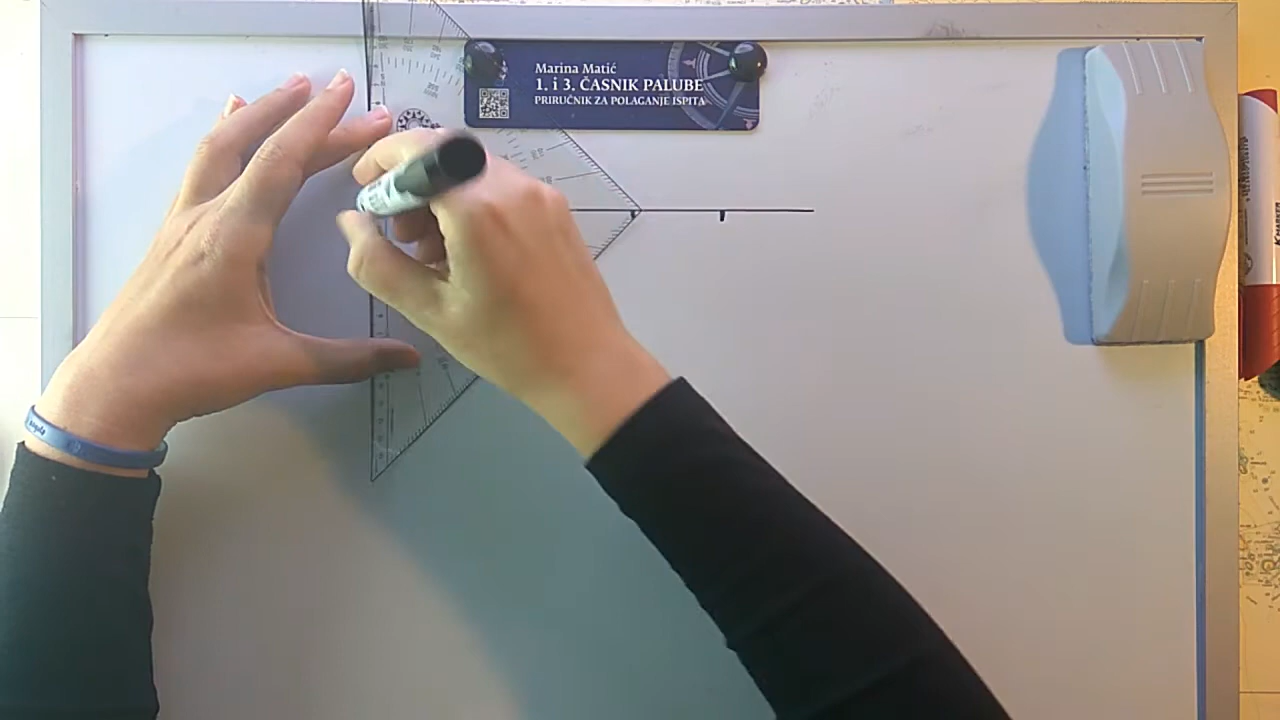 Marina Matić
1. i 3. ČASNIK PALUBE
PRIRUČNIK ZA POLAGANJE ISPITA